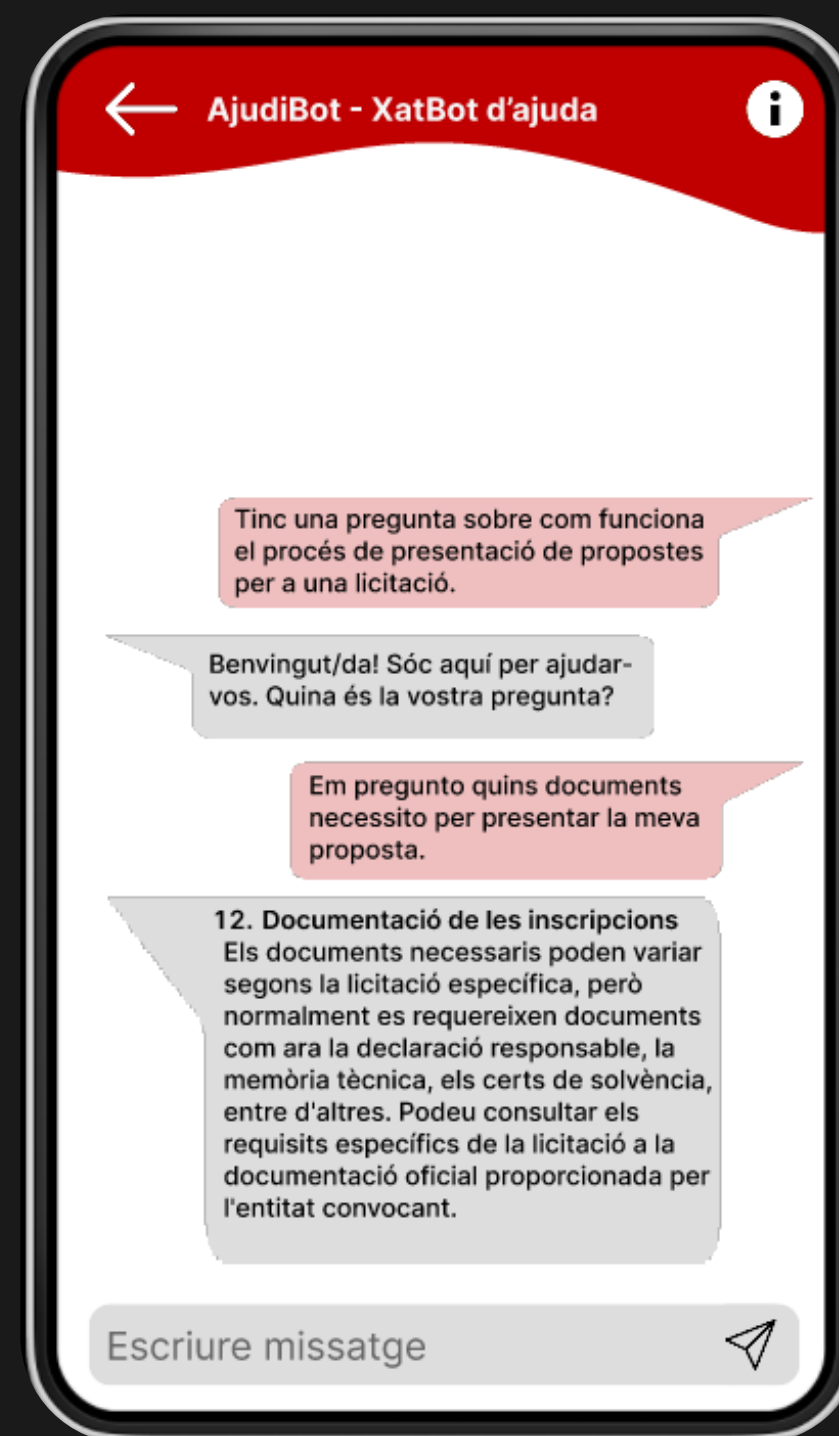 AjudiBot - XatBot d'ajuda
i
Tinc una pregunta sobre com funciona
el procés de presentació de propostes
per a una licitació.
Benvingut/da! Sóc aquí per ajudar-
vos. Quina és la vostra pregunta?
Em pregunto quins documents
necessito per presentar la meva
proposta.
12. Documentació de les inscripcions
Els documents necessaris poden variar
segons la licitació específica, però
normalment es requereixen documents
com ara la declaració responsable, la
memòria tècnica, els certs de solvència,
entre d'altres. Podeu consultar els
requisits específics de la licitació a la
documentació oficial proporcionada per
l'entitat convocant.
Escriure missatge